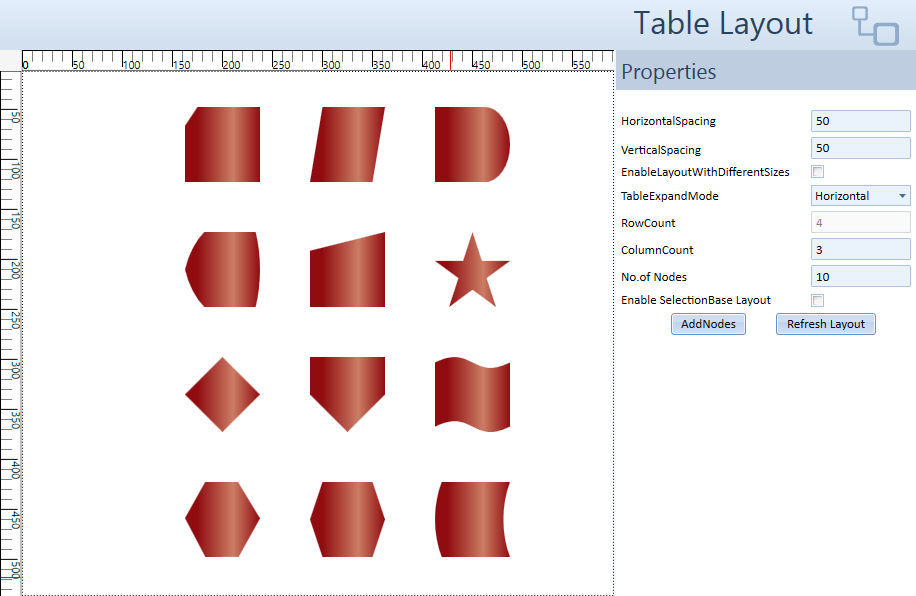 Table Layout
0 50 100 150 200 250 300 350 400 450 500 550
Properties
50
100
150
200
250
300
350
400
450
500
HorizontalSpacing 50
VerticalSpacing 50
EnableLayoutWithDifferentSizes
TableExpandMode Horizontal
RowCount 4
ColumnCount 3
No.of Nodes 10
Enable SelectionBase Layout
AddNodes Refresh Layout